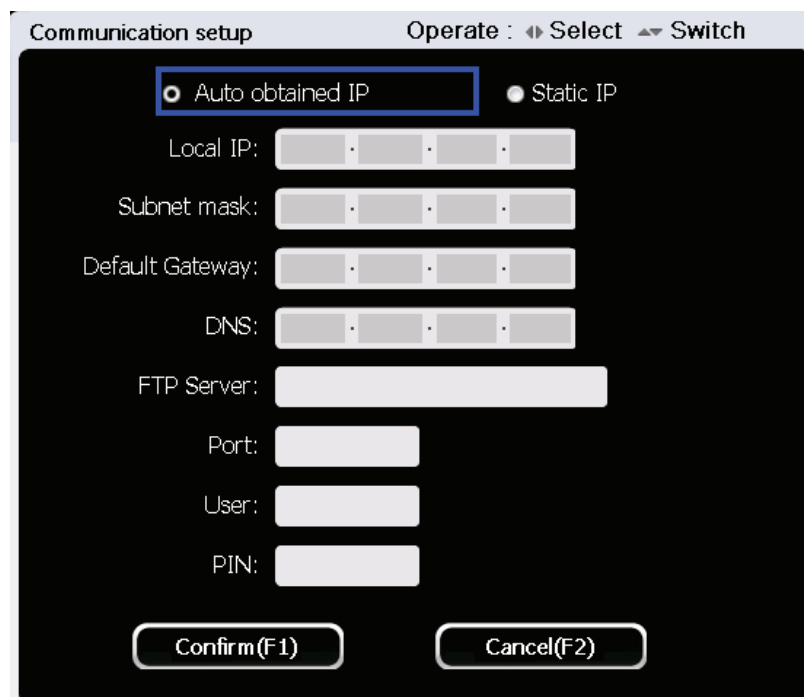 Communication setup Operate : Select Switch
Auto obtained IP Static IP
Local IP: . . .
Subnet mask: . . .
Default Gateway: . . .
DNS: . . .
FTP Server:
Port:
User:
PIN:
Confirm(F1) Cancel(F2)